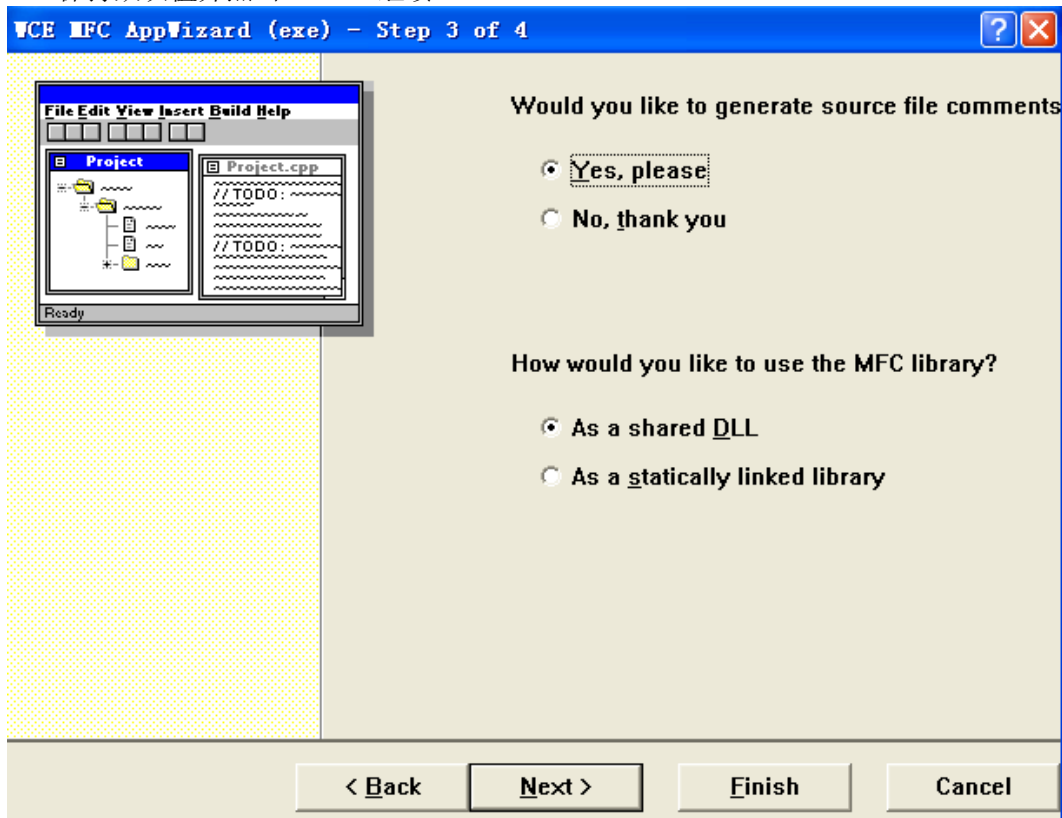 WCE MFC AppWizard (exe) - Step 3 of 4
File Edit View Insert Build Help
Project
Project.cpp
//TODO:
//TODO:
Ready
Would you like to generate source file comments
Yes, please
No, thank you
How would you like to use the MFC library?
As a shared DLL
As a statically linked library
< Back
Next >
Finish
Cancel